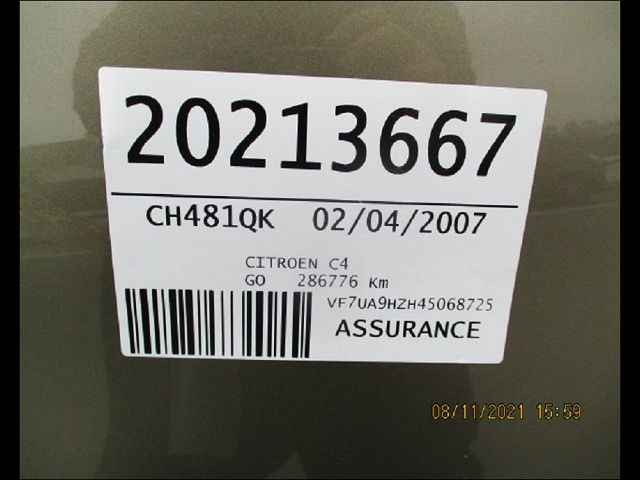 20213667
CH481QK 02/04/2007
CITROEN C4
GO 286776 Km
VF7UA9HZH45068725
ASSURANCE
08/11/2021 15:59